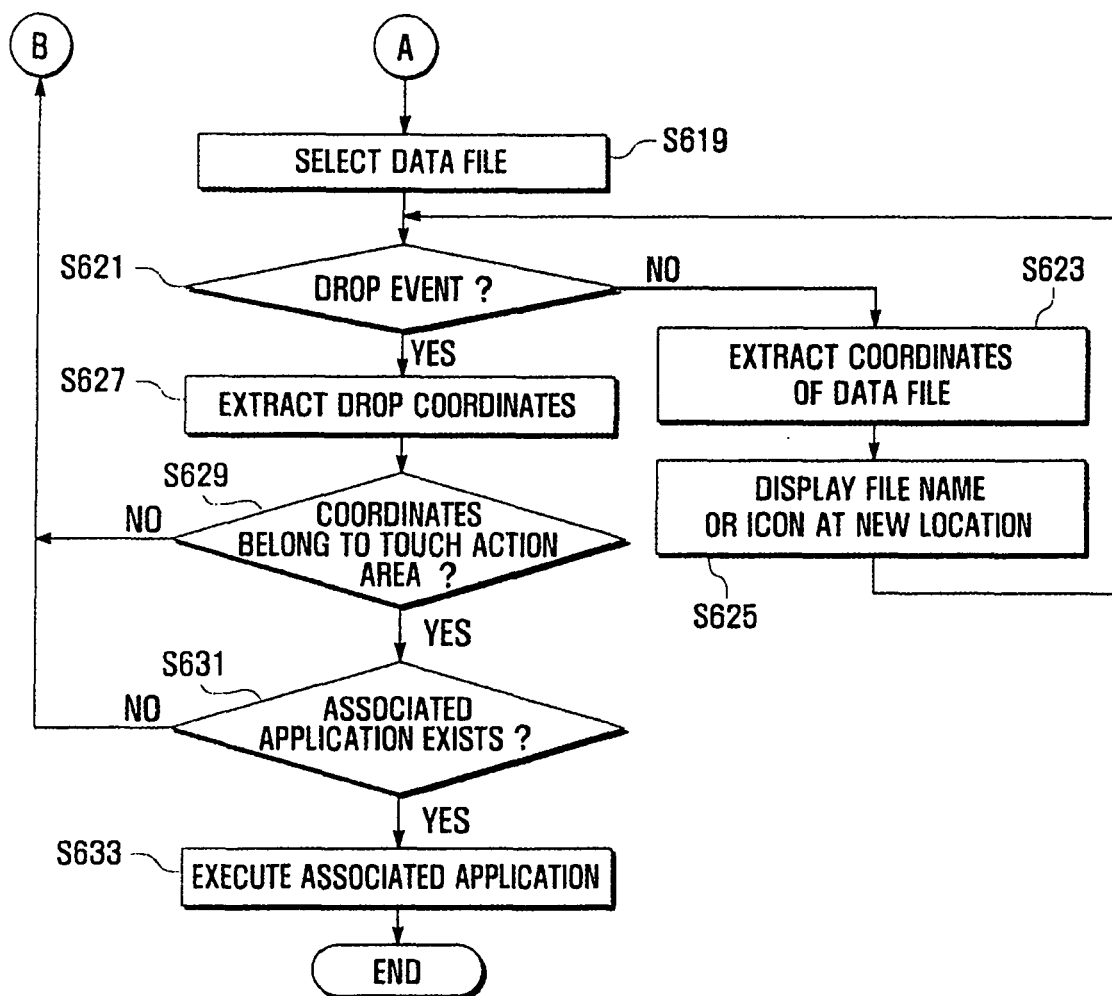 B
A
SELECT DATA FILE
S619
S621
DROP EVENT ?
NO
S623
YES
EXTRACT COORDINATES
OF DATA FILE
S627
EXTRACT DROP COORDINATES
S629
NO
COORDINATES
BELONG TO TOUCH ACTION
AREA ?
DISPLAY FILE NAME
OR ICON AT NEW LOCATION
S625
YES
S631
NO
ASSOCIATED
APPLICATION EXISTS ?
YES
S633
EXECUTE ASSOCIATED APPLICATION
END